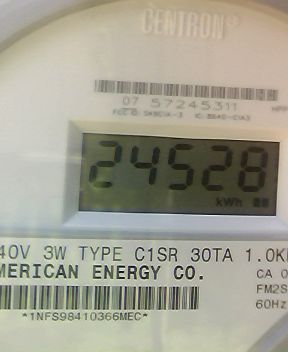 CENTRON®
07 57245311
24528
kWh
40V 3W TYPE C1SR 30TA 1.0K
MERICAN ENERGY CO.
CA 0
FM2S
60Hz
*1NFS98410366MEC*